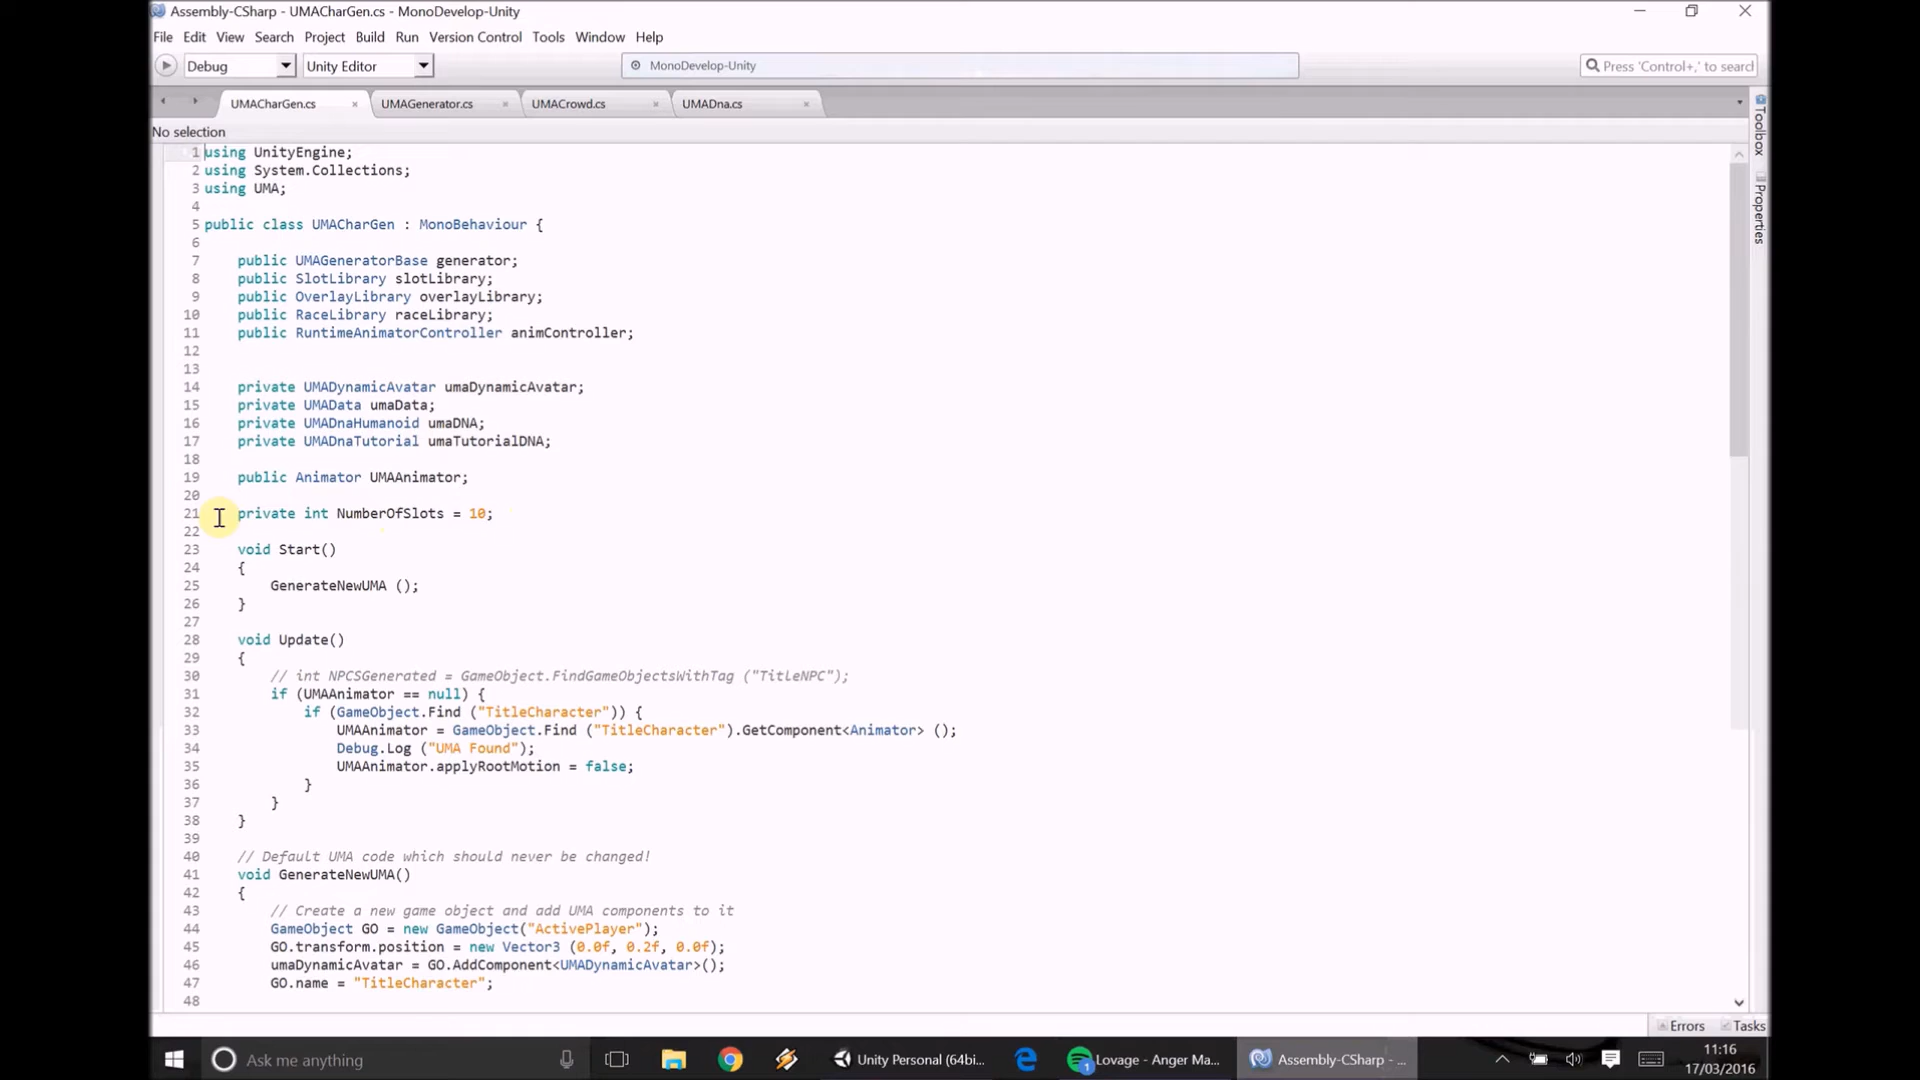 Assembly-CSharp - UMACharGen.cs - MonoDevelop-Unity
File Edit View Search Project Build Run Version Control Tools Window Help
Debug Unity Editor MonoDevelop-Unity Press 'Control+,' to search
UMACharGen.cs UMAGenerator.cs UMACrowd.cs UMADna.cs
No selection
Toolbox
Properties
1 using UnityEngine;
2 using System.Collections;
3 using UMA;
4
5 public class UMACharGen : MonoBehaviour {
6
7 public UMAGeneratorBase generator;
8 public SlotLibrary slotLibrary;
9 public OverlayLibrary overlayLibrary;
10 public RaceLibrary raceLibrary;
11 public RuntimeAnimatorController animController;
12
13
14 private UMADynamicAvatar umaDynamicAvatar;
15 private UMAData umaData;
16 private UMADnaHumanoid umaDNA;
17 private UMADnaTutorial umaTutorialDNA;
18
19 public Animator UMAAnimator;
20
21 private int NumberOfSlots = 10;
22
23 void Start()
24 {
25 GenerateNewUMA ();
26 }
27
28 void Update()
29 {
30 // int NPCSGenerated = GameObject.FindGameObjectsWithTag ("TitleNPC");
31 if (UMAAnimator == null) {
32 if (GameObject.Find ("TitleCharacter")) {
33 UMAAnimator = GameObject.Find ("TitleCharacter").GetComponent<Animator> ();
34 Debug.Log ("UMA Found");
35 UMAAnimator.applyRootMotion = false;
36 }
37 }
38 }
39
40 // Default UMA code which should never be changed!
41 void GenerateNewUMA()
42 {
43 // Create a new game object and add UMA components to it
44 GameObject GO = new GameObject("ActivePlayer");
45 GO.transform.position = new Vector3 (0.0f, 0.2f, 0.0f);
46 umaDynamicAvatar = GO.AddComponent<UMADynamicAvatar>();
47 GO.name = "TitleCharacter";
48
Errors Tasks
Ask me anything Unity Personal (64bi... 1 Lovage - Anger Ma... Assembly-CSharp - ... 11:16
17/03/2016